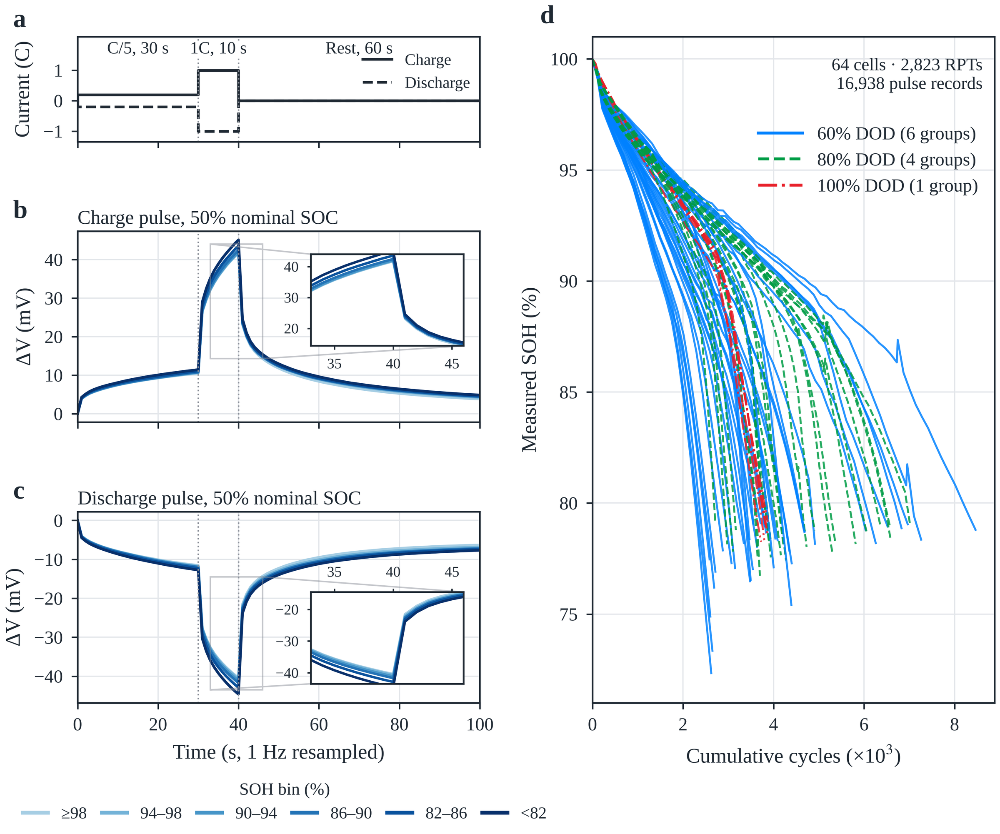 a
Current (C)
1
0
−1
C/5, 30 s
1C, 10 s
Rest, 60 s
Charge
Discharge
b
Charge pulse, 50% nominal SOC
ΔV (mV)
40
30
20
10
0
40
30
20
35
40
45
c
Discharge pulse, 50% nominal SOC
ΔV (mV)
0
−10
−20
−30
−40
35
40
45
−20
−30
−40
0
20
40
60
80
100
Time (s, 1 Hz resampled)
SOH bin (%)
≥98
94–98
90–94
86–90
82–86
<82
d
Measured SOH (%)
100
95
90
85
80
75
64 cells · 2,823 RPTs
16,938 pulse records
60% DOD (6 groups)
80% DOD (4 groups)
100% DOD (1 group)
0
2
4
6
8
Cumulative cycles (×10³)